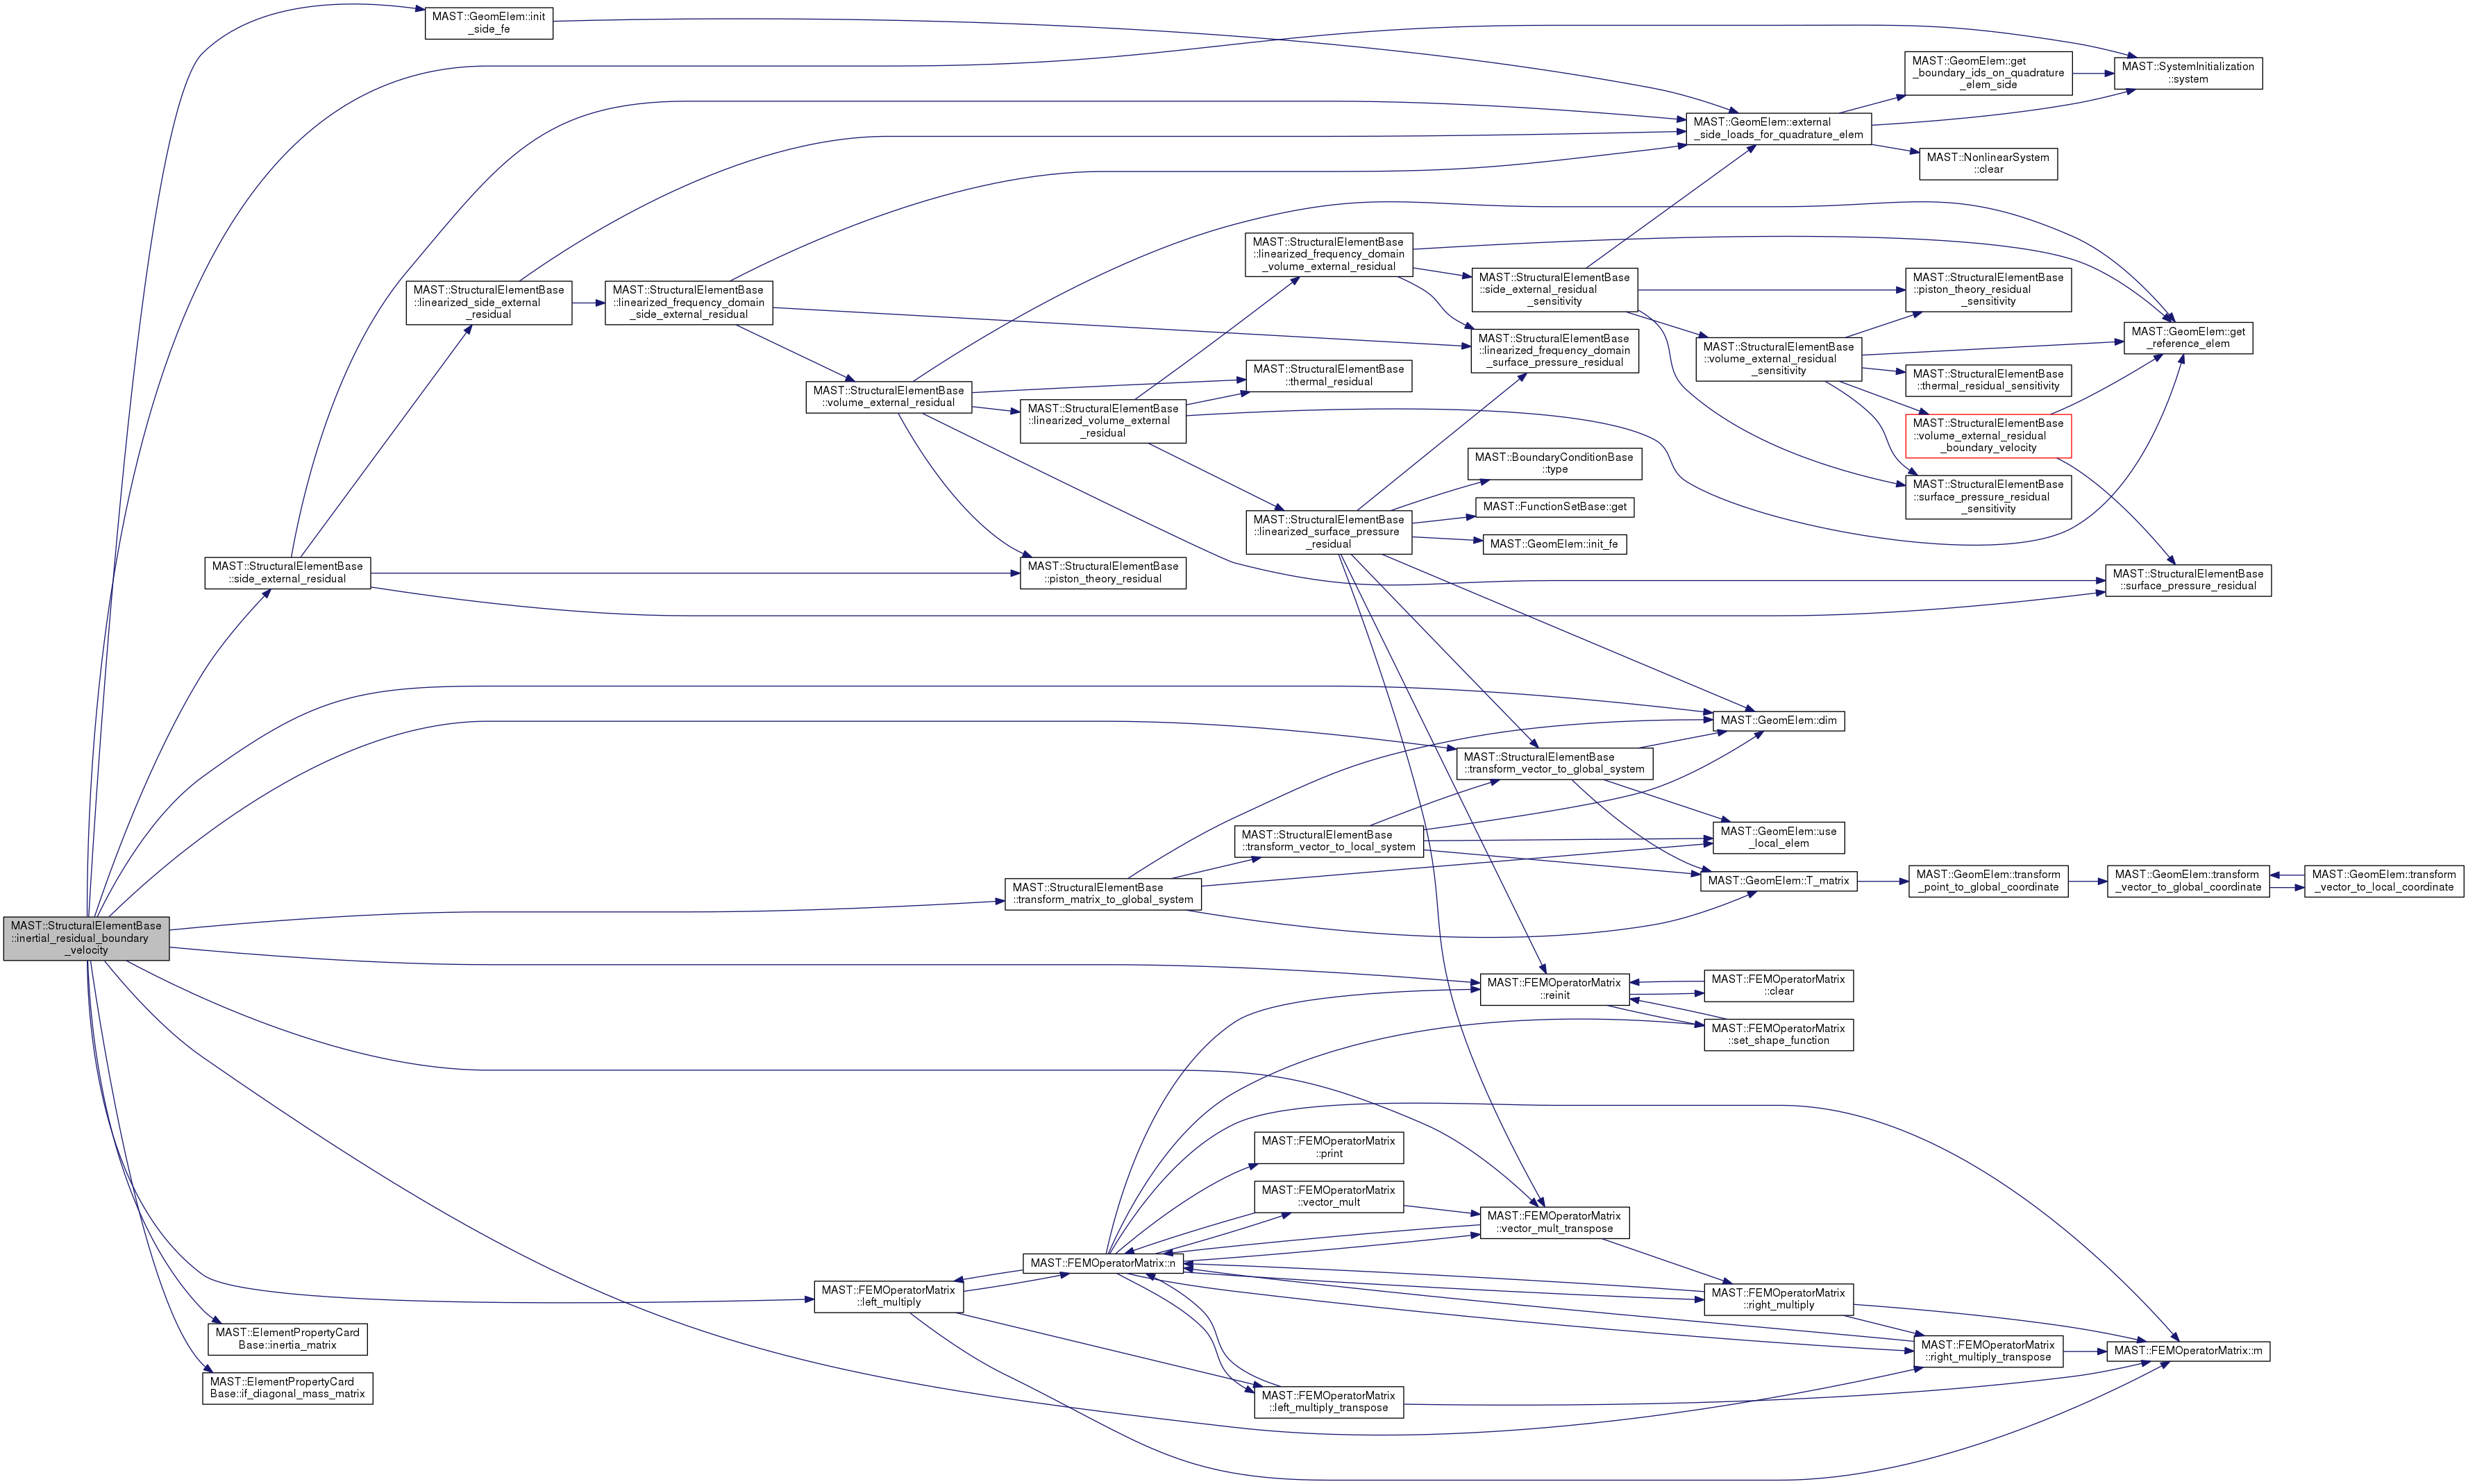 MAST::GeomElem::init
_side_fe
MAST::GeomElem::get
_boundary_ids_on_quadrature
_elem_side
MAST::SystemInitialization
::system
MAST::GeomElem::external
_side_loads_for_quadrature_elem
MAST::NonlinearSystem
::clear
MAST::StructuralElementBase
::linearized_frequency_domain
_volume_external_residual
MAST::StructuralElementBase
::side_external_residual
_sensitivity
MAST::StructuralElementBase
::piston_theory_residual
_sensitivity
MAST::StructuralElementBase
::linearized_side_external
_residual
MAST::StructuralElementBase
::linearized_frequency_domain
_side_external_residual
MAST::StructuralElementBase
::linearized_frequency_domain
_surface_pressure_residual
MAST::StructuralElementBase
::volume_external_residual
_sensitivity
MAST::GeomElem::get
_reference_elem
MAST::StructuralElementBase
::thermal_residual
MAST::StructuralElementBase
::thermal_residual_sensitivity
MAST::StructuralElementBase
::volume_external_residual
MAST::StructuralElementBase
::linearized_volume_external
_residual
MAST::StructuralElementBase
::volume_external_residual
_boundary_velocity
MAST::BoundaryConditionBase
::type
MAST::StructuralElementBase
::surface_pressure_residual
_sensitivity
MAST::FunctionSetBase::get
MAST::StructuralElementBase
::linearized_surface_pressure
_residual
MAST::GeomElem::init_fe
MAST::StructuralElementBase
::side_external_residual
MAST::StructuralElementBase
::piston_theory_residual
MAST::StructuralElementBase
::surface_pressure_residual
MAST::GeomElem::dim
MAST::StructuralElementBase
::transform_vector_to_global_system
MAST::StructuralElementBase
::transform_vector_to_local_system
MAST::GeomElem::use
_local_elem
MAST::StructuralElementBase
::transform_matrix_to_global_system
MAST::GeomElem::T_matrix
MAST::GeomElem::transform
_point_to_global_coordinate
MAST::GeomElem::transform
_vector_to_global_coordinate
MAST::GeomElem::transform
_vector_to_local_coordinate
MAST::StructuralElementBase
::inertial_residual_boundary
_velocity
MAST::FEMOperatorMatrix
::reinit
MAST::FEMOperatorMatrix
::clear
MAST::FEMOperatorMatrix
::set_shape_function
MAST::FEMOperatorMatrix
::print
MAST::FEMOperatorMatrix
::vector_mult
MAST::FEMOperatorMatrix
::vector_mult_transpose
MAST::FEMOperatorMatrix::n
MAST::FEMOperatorMatrix
::left_multiply
MAST::FEMOperatorMatrix
::right_multiply
MAST::ElementPropertyCard
Base::inertia_matrix
MAST::FEMOperatorMatrix
::right_multiply_transpose
MAST::FEMOperatorMatrix::m
MAST::ElementPropertyCard
Base::if_diagonal_mass_matrix
MAST::FEMOperatorMatrix
::left_multiply_transpose